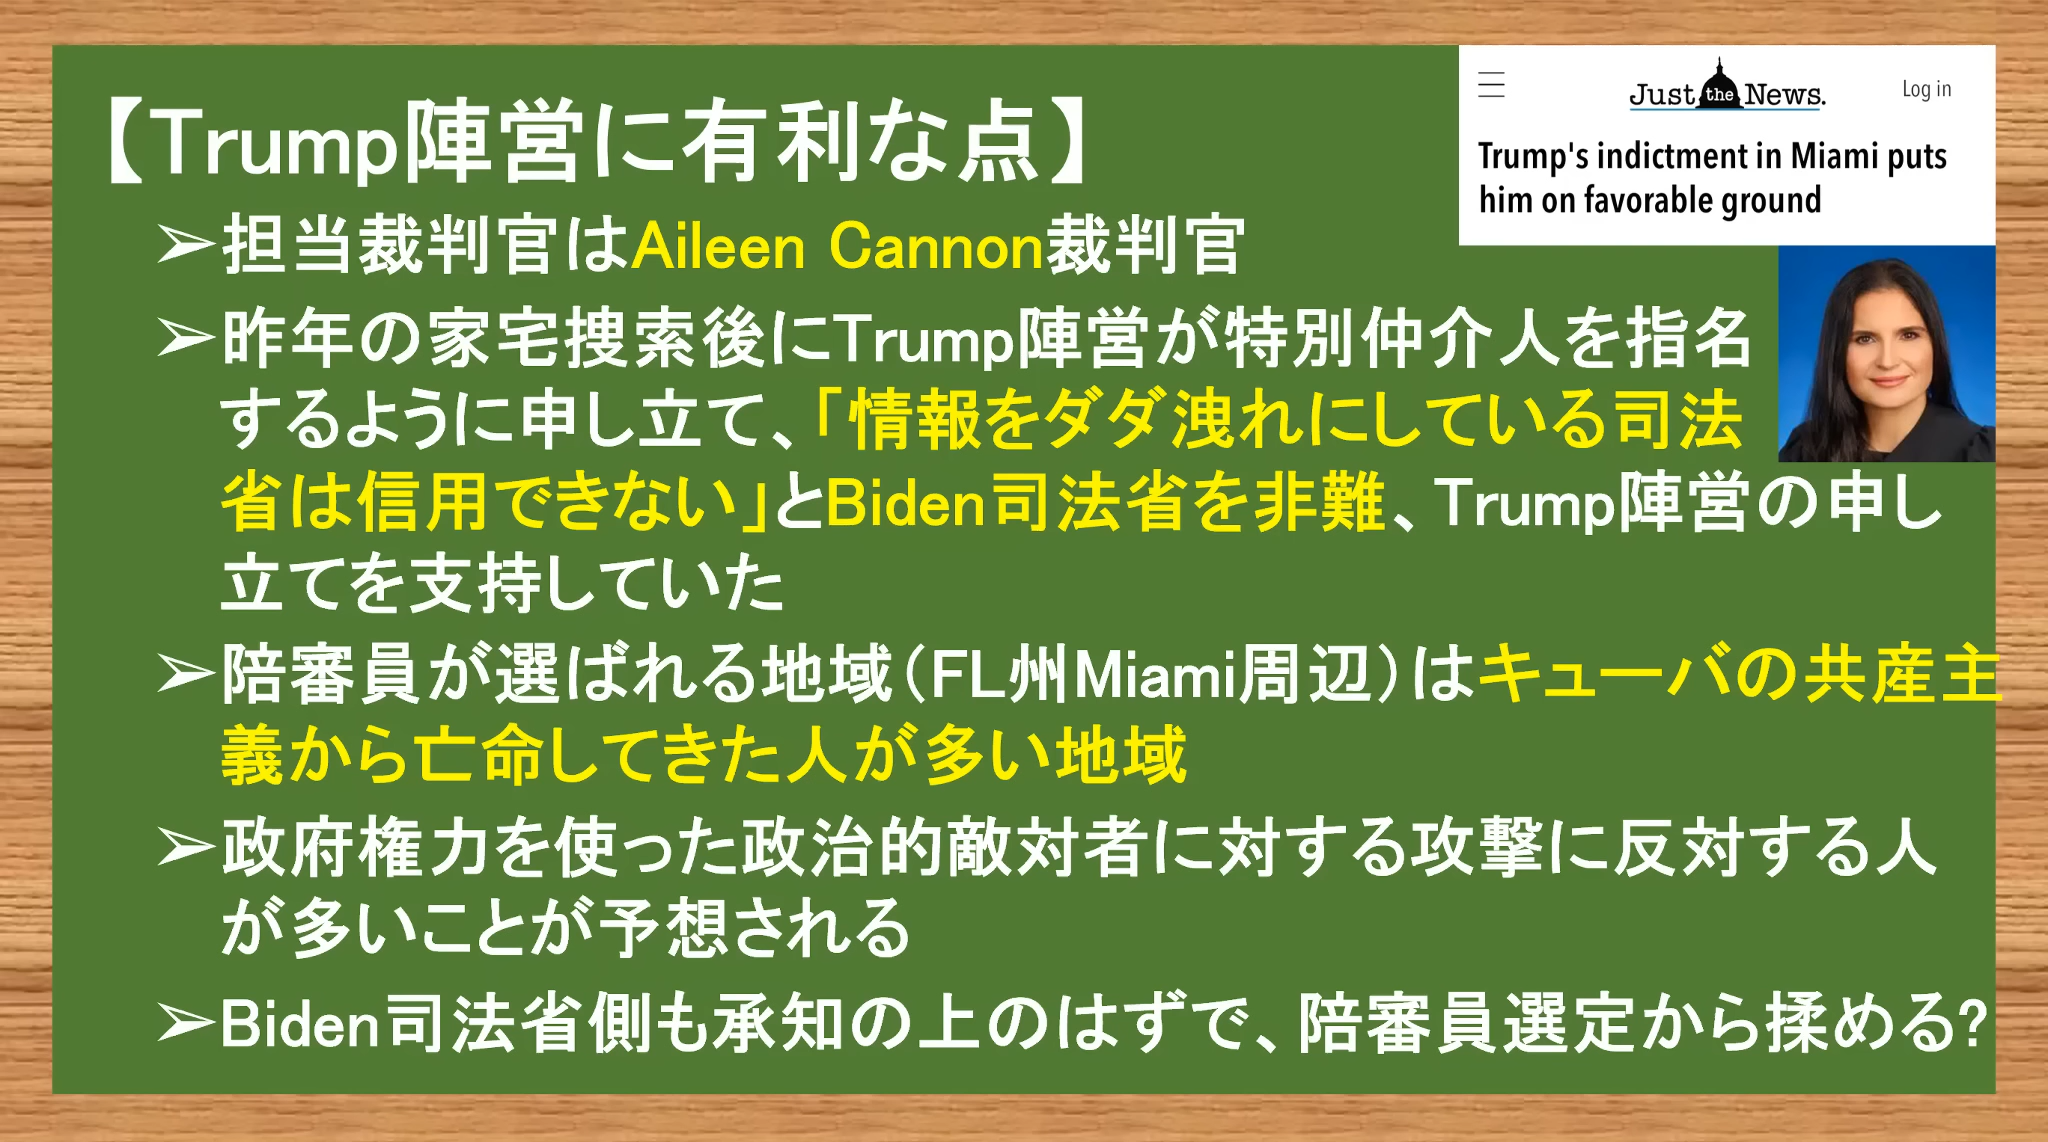 【Trump陣営に有利な点】
Just the News.
Log in
Trump's indictment in Miami puts
him on favorable ground
➢担当裁判官はAileen Cannon裁判官
➢昨年の家宅捜索後にTrump陣営が特別仲介人を指名
するように申し立て、「情報をダダ洩れにしている司法
省は信用できない」とBiden司法省を非難、Trump陣営の申し
立てを支持していた
➢陪審員が選ばれる地域（FL州Miami周辺）はキューバの共産主
義から亡命してきた人が多い地域
➢政府権力を使った政治的敵対者に対する攻撃に反対する人
が多いことが予想される
➢Biden司法省側も承知の上のはずで、陪審員選定から揉める?